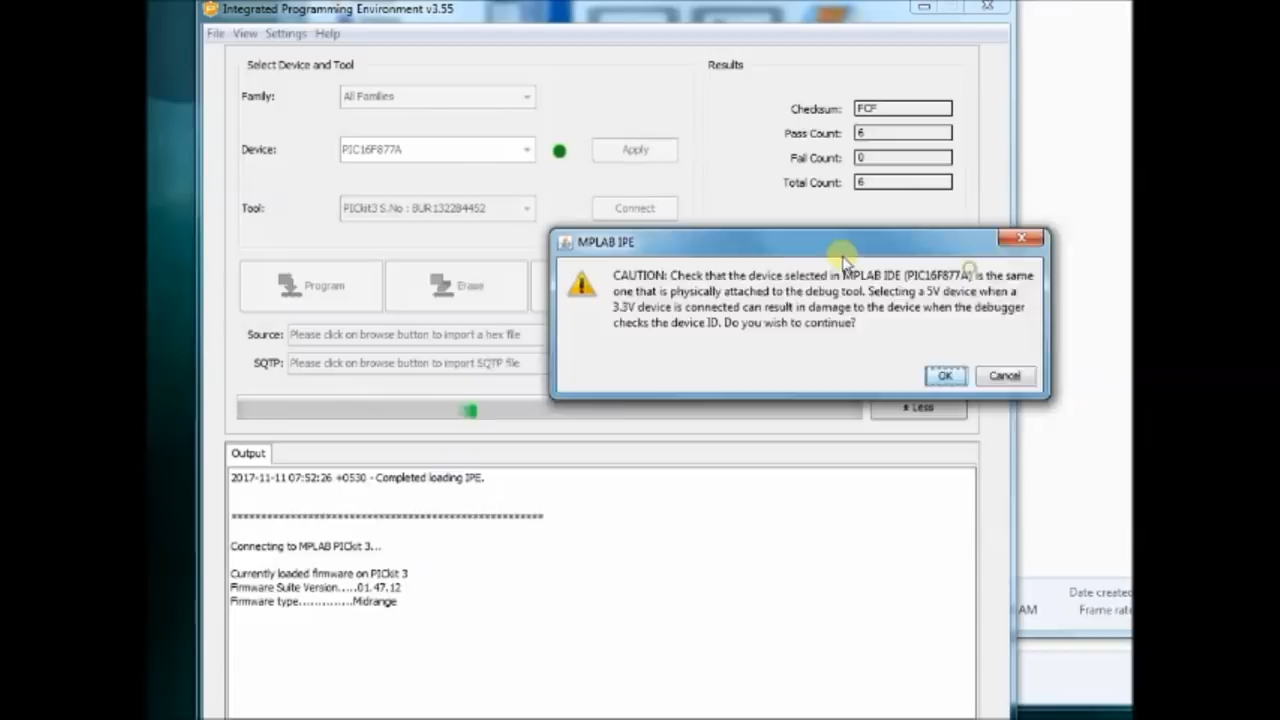 Integrated Programming Environment v3.55
File View Settings Help
Select Device and Tool
Results
Family: All Families
Checksum: FCF
Pass Count: 6
Device: PIC16F877A Apply
Fail Count: 0
Total Count: 6
Tool: PICkit3 S.No : BUR132284452 Connect
MPLAB IPE
CAUTION: Check that the device selected in MPLAB IDE (PIC16F877A) is the same
one that is physically attached to the debug tool. Selecting a 5V device when a
3.3V device is connected can result in damage to the device when the debugger
checks the device ID. Do you wish to continue?
OK Cancel
Program Erase
Source: Please click on browse button to import a hex file
SQTP: Please click on browse button to import SQTP file
Less
Output
2017-11-11 07:52:26 +0530 - Completed loading IPE.
*****************************************************
Connecting to MPLAB PICkit 3...
Currently loaded firmware on PICkit 3
Firmware Suite Version.....01.47.12
Firmware type..............Midrange
Date created
AM Frame rat